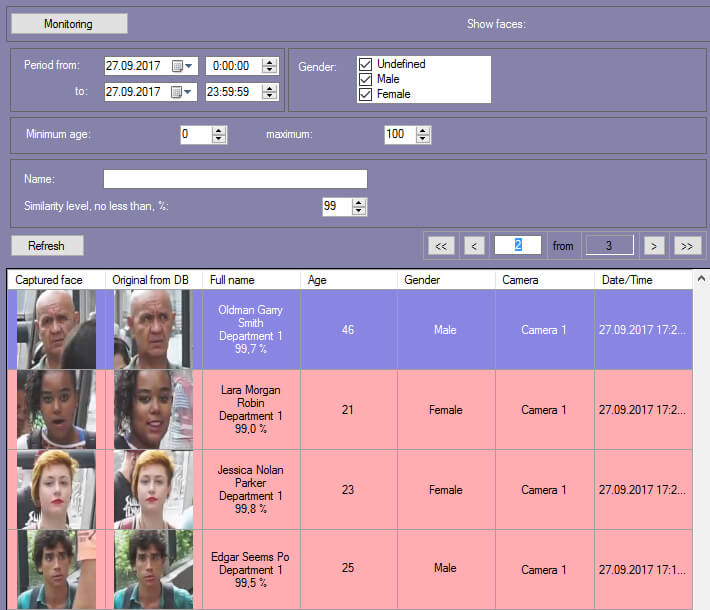 Monitoring
Show faces:
Period from: 27.09.2017 0:00:00
to: 27.09.2017 23:59:59
Gender:
Undefined
Male
Female
Minimum age: 0 maximum: 100
Name:
Similarity level, no less than, %: 99
Refresh
<< < 2 from 3 > >>
Captured face Original from DB Full name Age Gender Camera Date/Time
Oldman Garry
Smith
Department 1
99,7 %
46 Male Camera 1 27.09.2017 17:2...
Lara Morgan
Robin
Department 1
99,0 %
21 Female Camera 1 27.09.2017 17:2...
Jessica Nolan
Parker
Department 1
99,8 %
23 Female Camera 1 27.09.2017 17:2...
Edgar Seems Po
Department 1
99,5 %
25 Male Camera 1 27.09.2017 17:1...